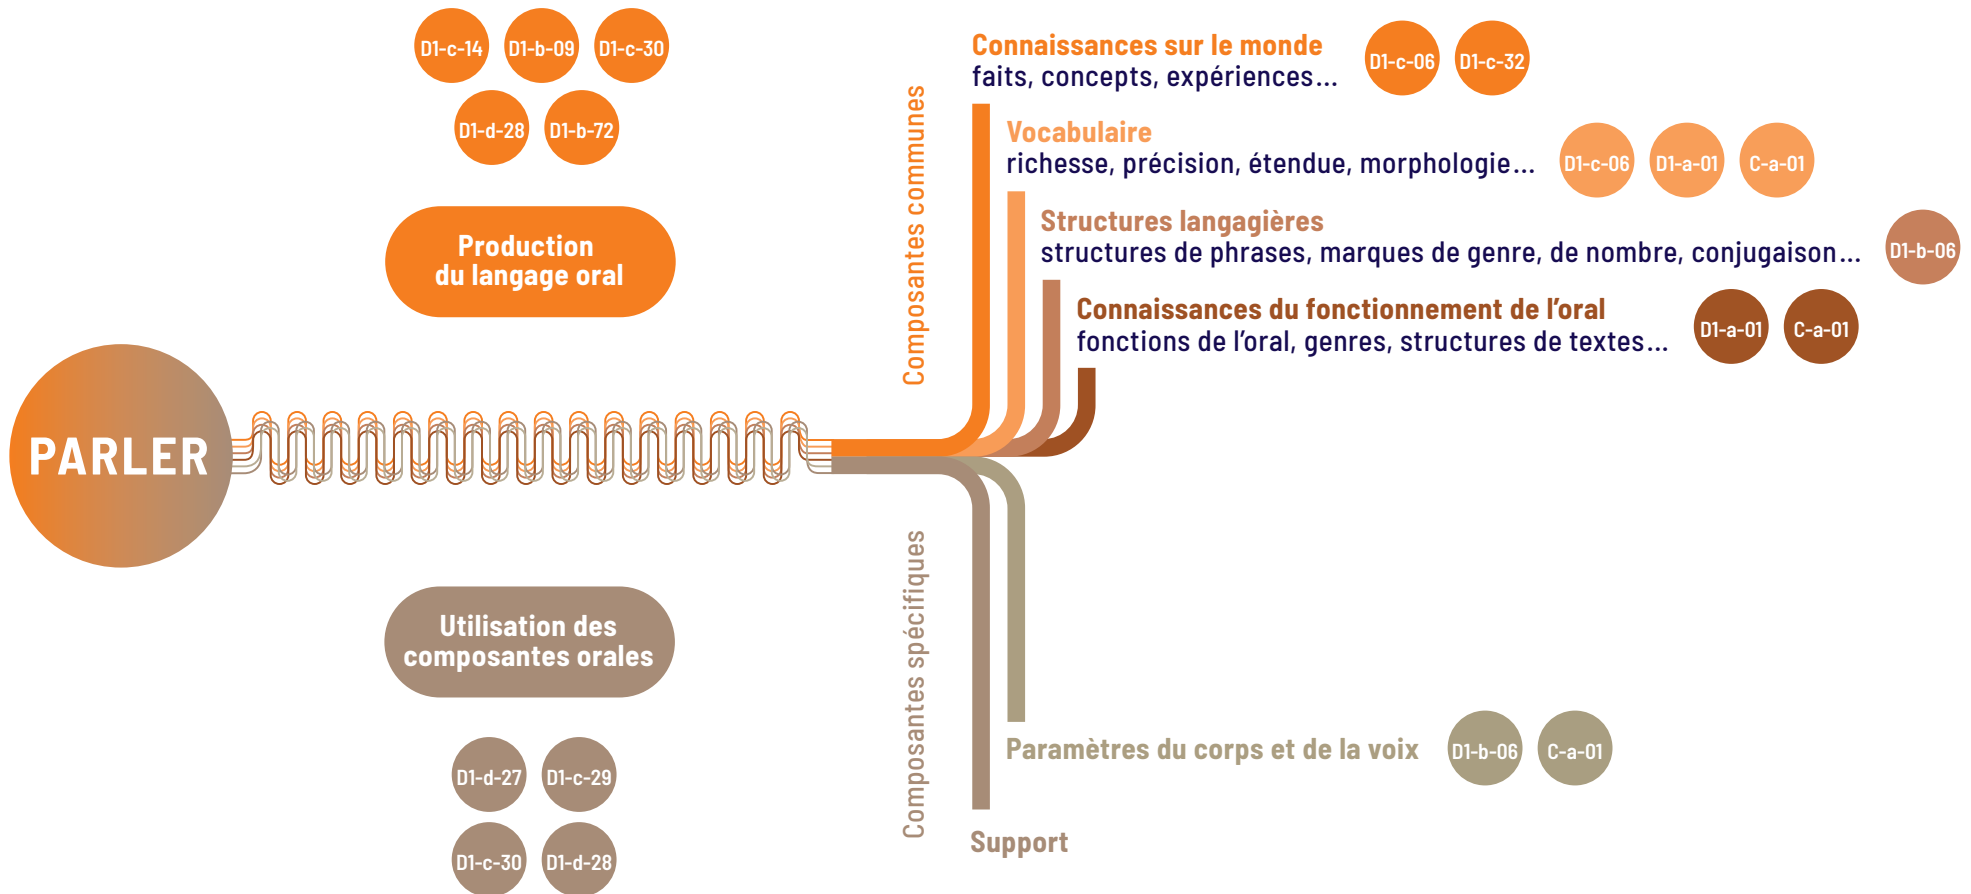 D1-c-14 D1-b-09 D1-c-30
D1-d-28 D1-b-72
Production
du langage oral
PARLER
Utilisation des
composantes orales
D1-d-27 D1-c-29
D1-c-30 D1-d-28
Composantes communes
Connaissances sur le monde
faits, concepts, expériences...
D1-c-06 D1-c-32
Vocabulaire
richesse, précision, étendue, morphologie...
D1-c-06 D1-a-01 C-a-01
Structures langagières
structures de phrases, marques de genre, de nombre, conjugaison...
D1-b-06
Connaissances du fonctionnement de l'oral
fonctions de l'oral, genres, structures de textes...
D1-a-01 C-a-01
Composantes spécifiques
Paramètres du corps et de la voix
D1-b-06 C-a-01
Support